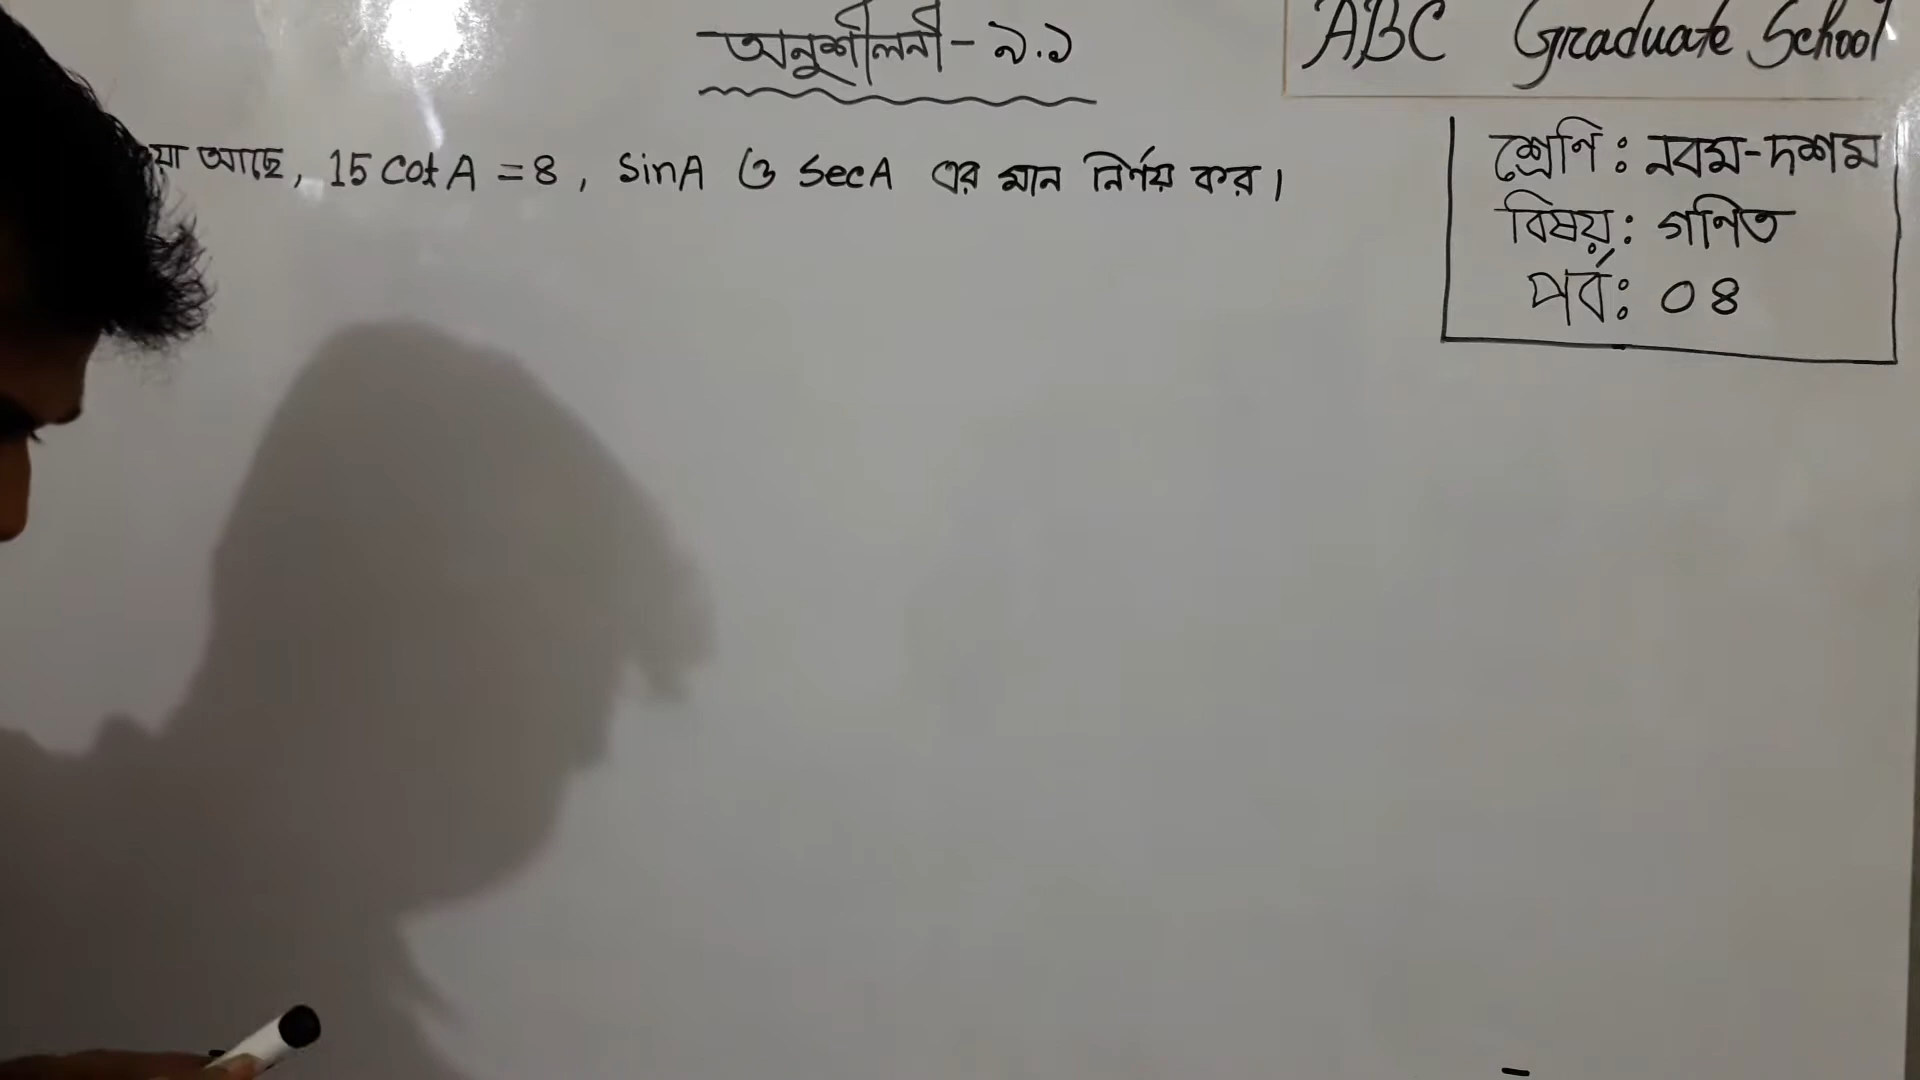 অনুশীলনী - ৯.১
ABC Graduate School
আছে, 15 cot A = 8, sinA ও secA এর মান নির্ণয় কর।
শ্রেণি: নবম-দশম
বিষয়: গনিত
পর্ব: ০৪